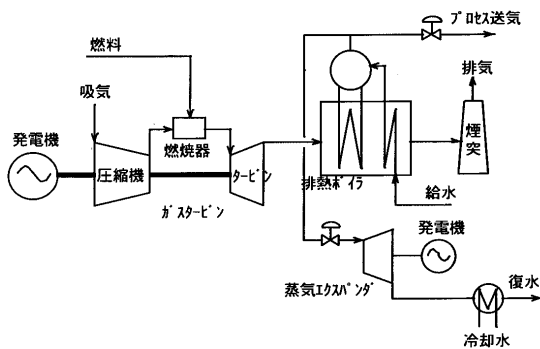 ﾌﾟﾛｾｽ送気
燃料
排気
吸気
発電機
圧縮機
燃焼器
ﾀｰﾋﾞﾝ
煙突
排熱ﾎﾞｲﾗ
給水
ｶﾞｽﾀｰﾋﾞﾝ
発電機
蒸気ｴｸｽﾊﾟﾝﾀﾞ
復水
冷却水